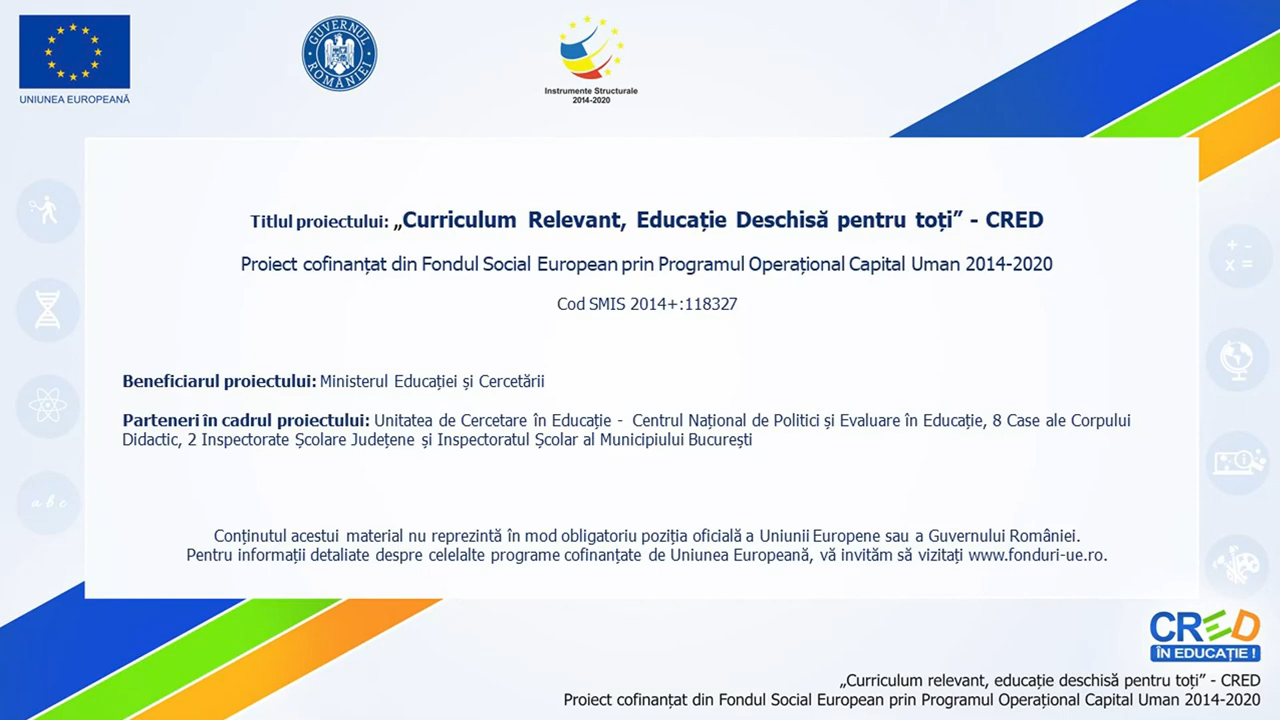 UNIUNEA EUROPEANĂ
GUVERNUL ROMÂNIEI
Instrumente Structurale
2014-2020
Titlul proiectului: „Curriculum Relevant, Educație Deschisă pentru toți” - CRED
Proiect cofinanțat din Fondul Social European prin Programul Operațional Capital Uman 2014-2020
Cod SMIS 2014+:118327
+ -
x =
Beneficiarul proiectului: Ministerul Educației și Cercetării
Parteneri în cadrul proiectului: Unitatea de Cercetare în Educație - Centrul Național de Politici și Evaluare în Educație, 8 Case ale Corpului
Didactic, 2 Inspectorate Școlare Județene și Inspectoratul Școlar al Municipiului București
a b c
Conținutul acestui material nu reprezintă în mod obligatoriu poziția oficială a Uniunii Europene sau a Guvernului României.
Pentru informații detaliate despre celelalte programe cofinanțate de Uniunea Europeană, vă invităm să vizitați www.fonduri-ue.ro.
CRED
ÎN EDUCAȚIE !
„Curriculum relevant, educație deschisă pentru toți” - CRED
Proiect cofinanțat din Fondul Social European prin Programul Operațional Capital Uman 2014-2020